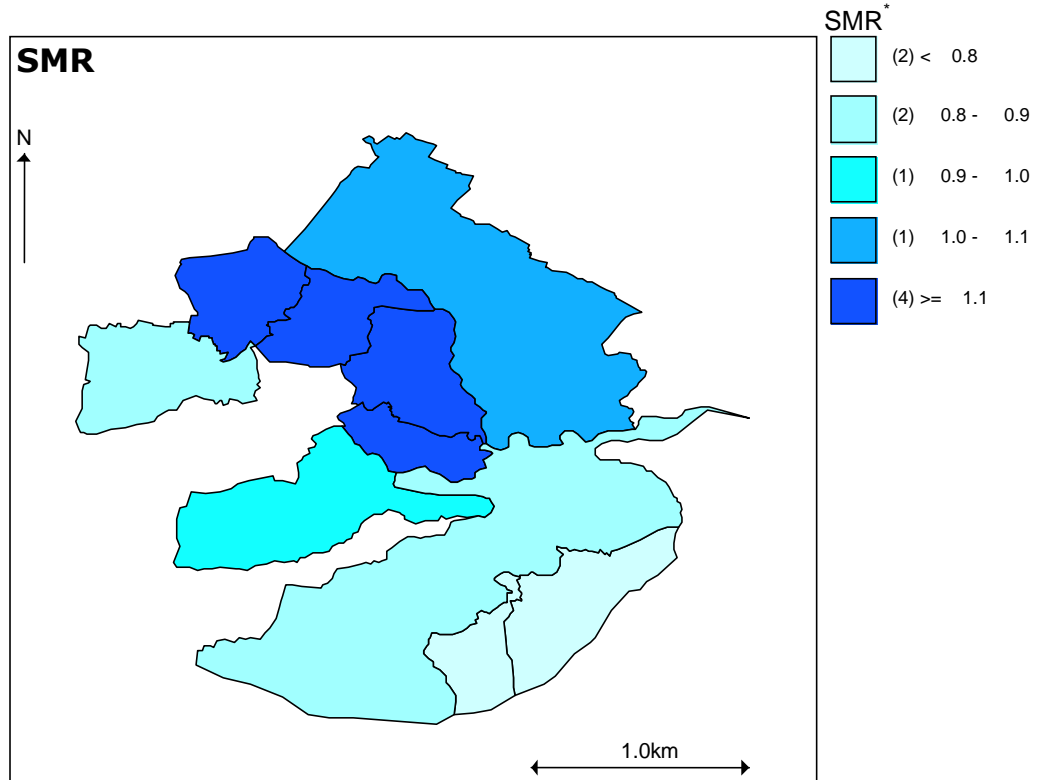 SMR*
SMR
(2) < 0.8
(2) 0.8 - 0.9
N
(1) 0.9 - 1.0
(1) 1.0 - 1.1
(4) >= 1.1
1.0km